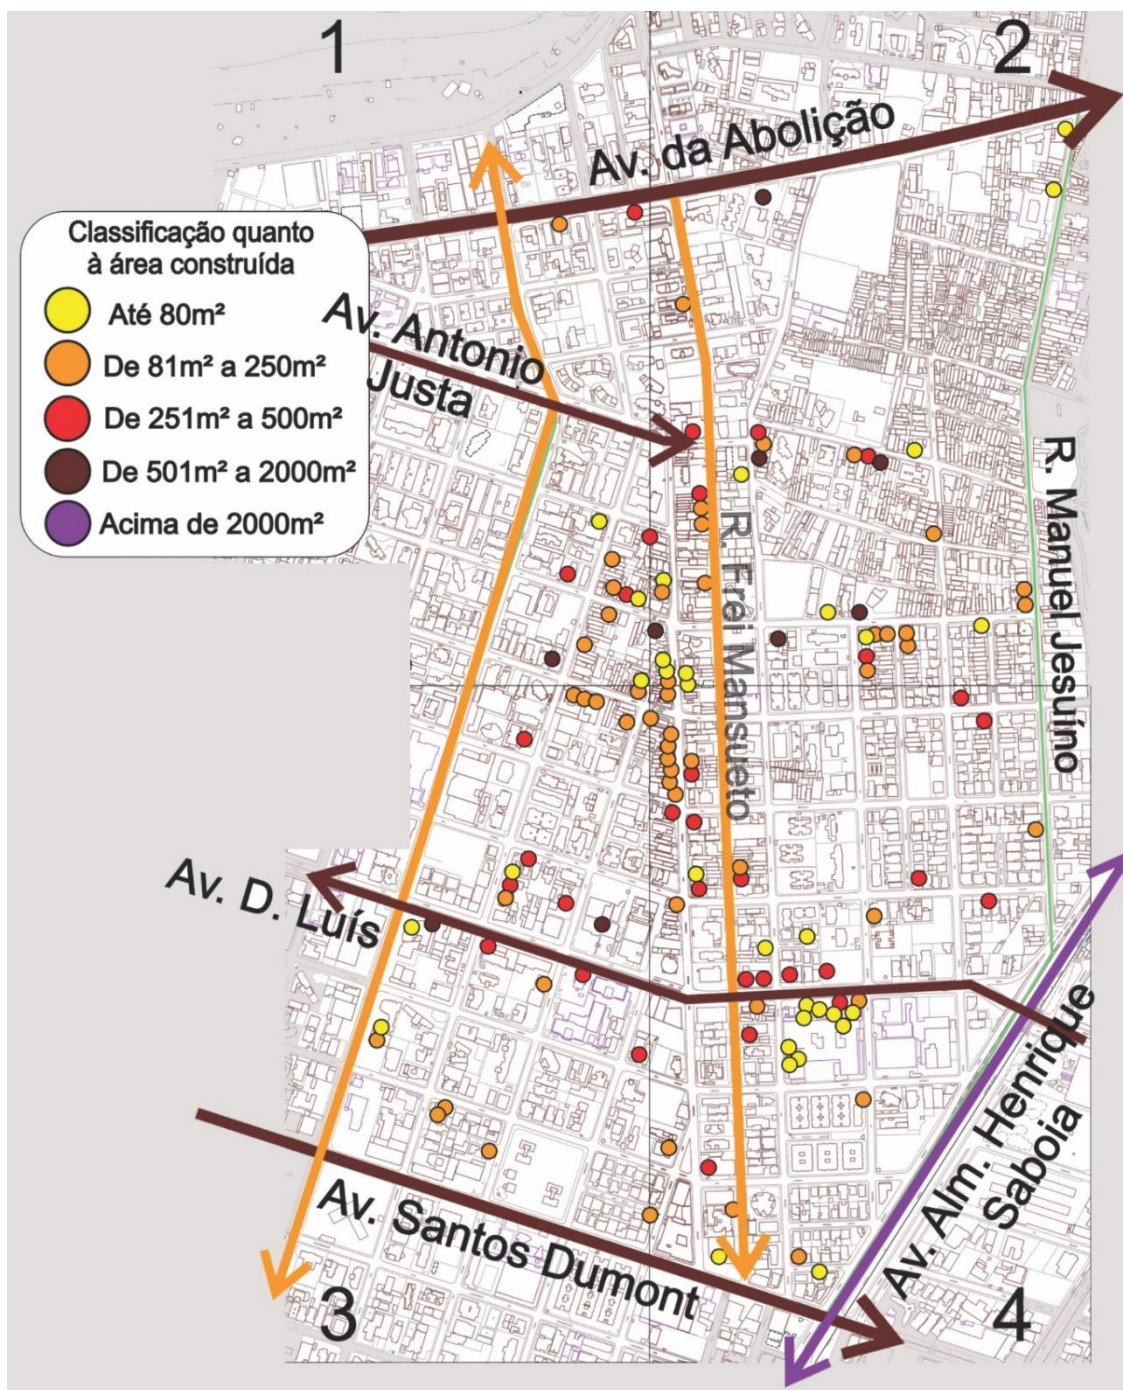 1
2
Av. da Abolição
Classificação quanto
à área construída
Até 80m²
De 81m² a 250m²
De 251m² a 500m²
De 501m² a 2000m²
Acima de 2000m²
Av. Antonio
Justa
R. Frei Mansueto
R. Manuel Jesuíno
Av. D. Luís
Av. Alm. Henrique
Saboia
Av. Santos Dumont
3
4